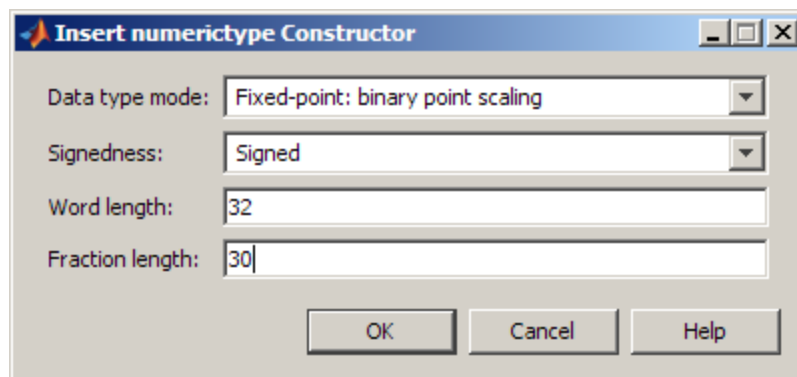 Insert numerictype Constructor
Data type mode: Fixed-point: binary point scaling
Signedness: Signed
Word length: 32
Fraction length: 30
OK Cancel Help